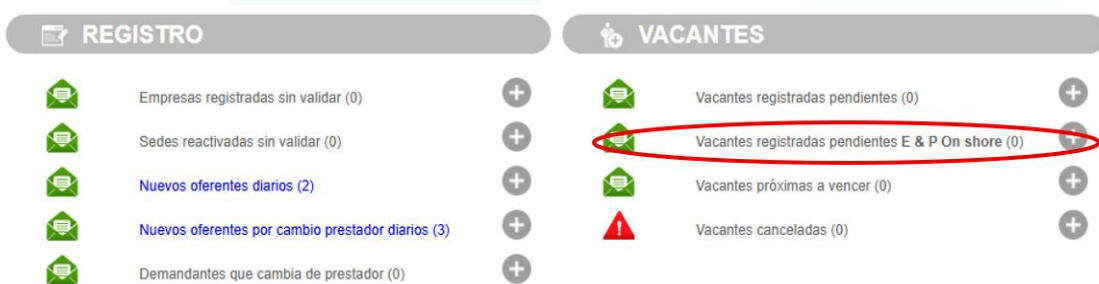 REGISTRO
Empresas registradas sin validar (0)
Sedes reactivadas sin validar (0)
Nuevos oferentes diarios (2)
Nuevos oferentes por cambio prestador diarios (3)
Demandantes que cambia de prestador (0)
VACANTES
Vacantes registradas pendientes (0)
Vacantes registradas pendientes E & P On shore (0)
Vacantes próximas a vencer (0)
Vacantes canceladas (0)